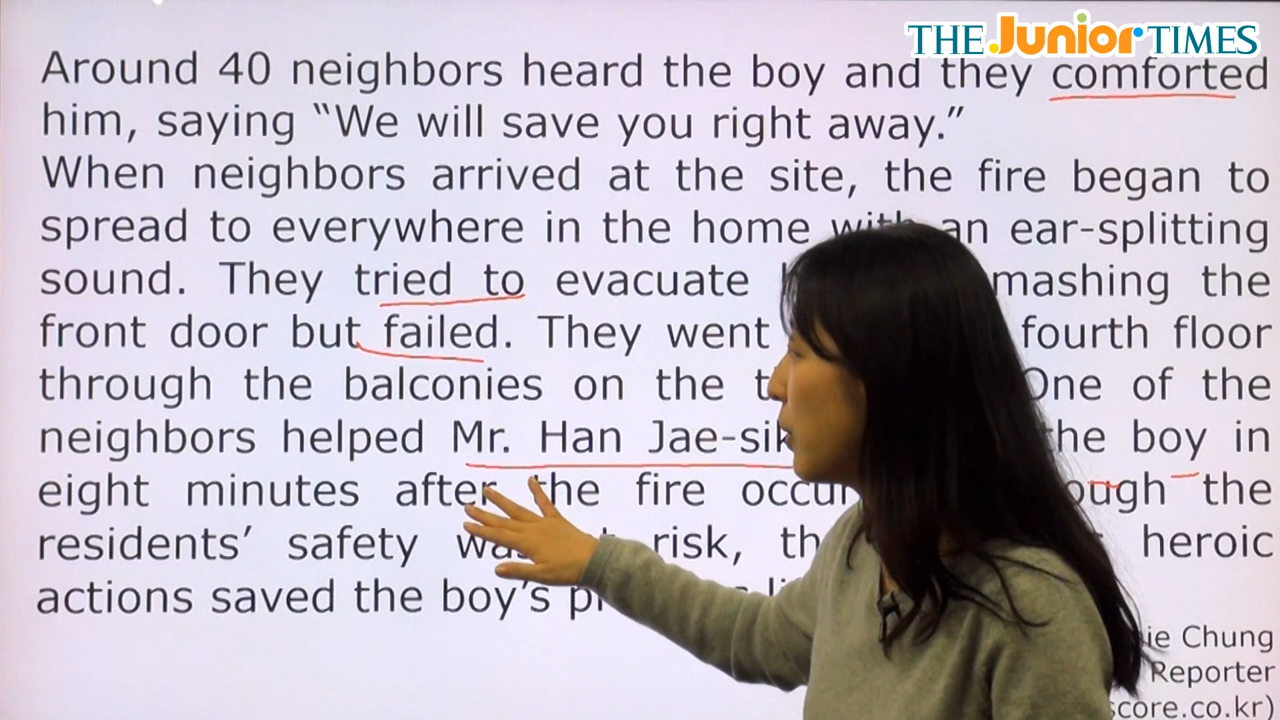 THE Junior TIMES
Around 40 neighbors heard the boy and they comforted
him, saying “We will save you right away.”
When neighbors arrived at the site, the fire began to
spread to everywhere in the home with an ear-splitting
sound. They tried to evacuate mashing the
front door but failed. They went fourth floor
through the balconies on the One of the
neighbors helped Mr. Han Jae-sik the boy in
eight minutes after the fire the
residents’ safety risk, heroic
actions saved the boy’s
Chung
Reporter
score.co.kr)